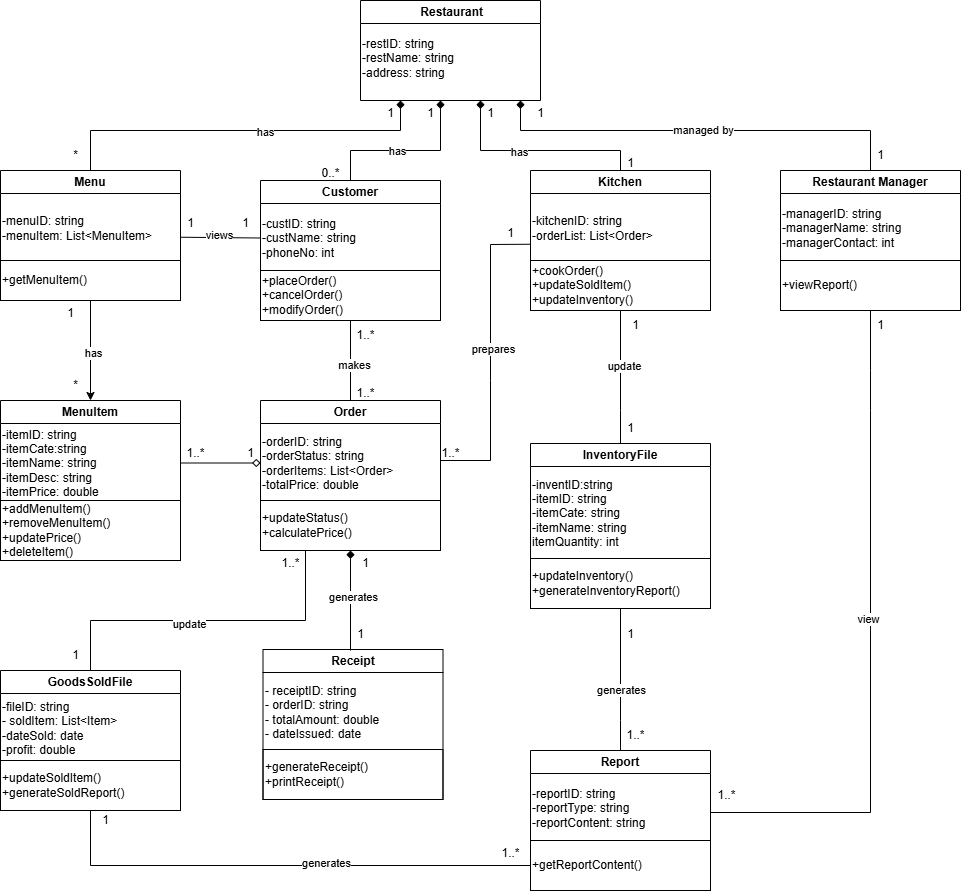 Restaurant
-restID: string
-restName: string
-address: string
1
1
1
1
has
has
has
managed by
*
0..*
1
1
Menu
-menuID: string
-menuItem: List<MenuItem>
+getMenuItem()
1
views
1
Customer
-custID: string
-custName: string
-phoneNo: int
+placeOrder()
+cancelOrder()
+modifyOrder()
Kitchen
-kitchenID: string
-orderList: List<Order>
+cookOrder()
+updateSoldItem()
+updateInventory()
Restaurant Manager
-managerID: string
-managerName: string
-managerContact: int
+viewReport()
1
has
*
1..*
makes
1..*
1
prepares
1..*
1
update
1
1
view
1..*
MenuItem
-itemID: string
-itemCate:string
-itemName: string
-itemDesc: string
-itemPrice: double
+addMenuItem()
+removeMenuItem()
+updatePrice()
+deleteItem()
1..*
1
Order
-orderID: string
-orderStatus: string
-orderItems: List<Order>
-totalPrice: double
+updateStatus()
+calculatePrice()
InventoryFile
-inventID:string
-itemID: string
-itemCate: string
-itemName: string
itemQuantity: int
+updateInventory()
+generateInventoryReport()
1..*
update
1
1
generates
1
1
generates
1..*
GoodsSoldFile
-fileID: string
- soldItem: List<Item>
-dateSold: date
-profit: double
+updateSoldItem()
+generateSoldReport()
Receipt
- receiptID: string
- orderID: string
- totalAmount: double
- dateIssued: date
+generateReceipt()
+printReceipt()
Report
-reportID: string
-reportType: string
-reportContent: string
+getReportContent()
1
generates
1..*